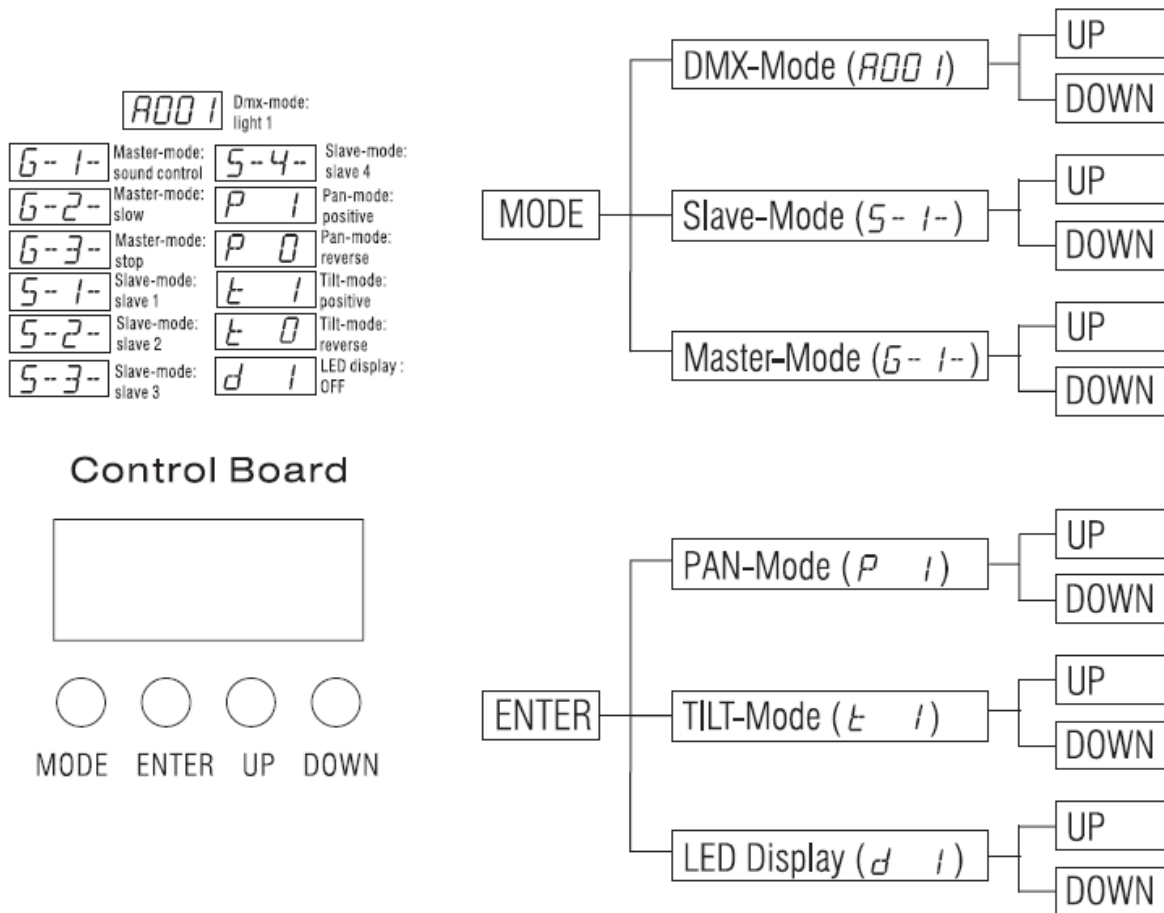 A001 Dmx-mode:
light 1
G-1- Master-mode:
sound control
G-2- Master-mode:
slow
G-3- Master-mode:
stop
S-1- Slave-mode:
slave 1
S-2- Slave-mode:
slave 2
S-3- Slave-mode:
slave 3
S-4- Slave-mode:
slave 4
P 1 Pan-mode:
positive
P 0 Pan-mode:
reverse
t 1 Tilt-mode:
positive
t 0 Tilt-mode:
reverse
d 1 LED display :
OFF
Control Board
MODE ENTER UP DOWN
MODE
DMX-Mode (A001)
UP
DOWN
Slave-Mode (S-1-)
UP
DOWN
Master-Mode (G-1-)
UP
DOWN
ENTER
PAN-Mode (P 1)
UP
DOWN
TILT-Mode (t 1)
UP
DOWN
LED Display (d 1)
UP
DOWN